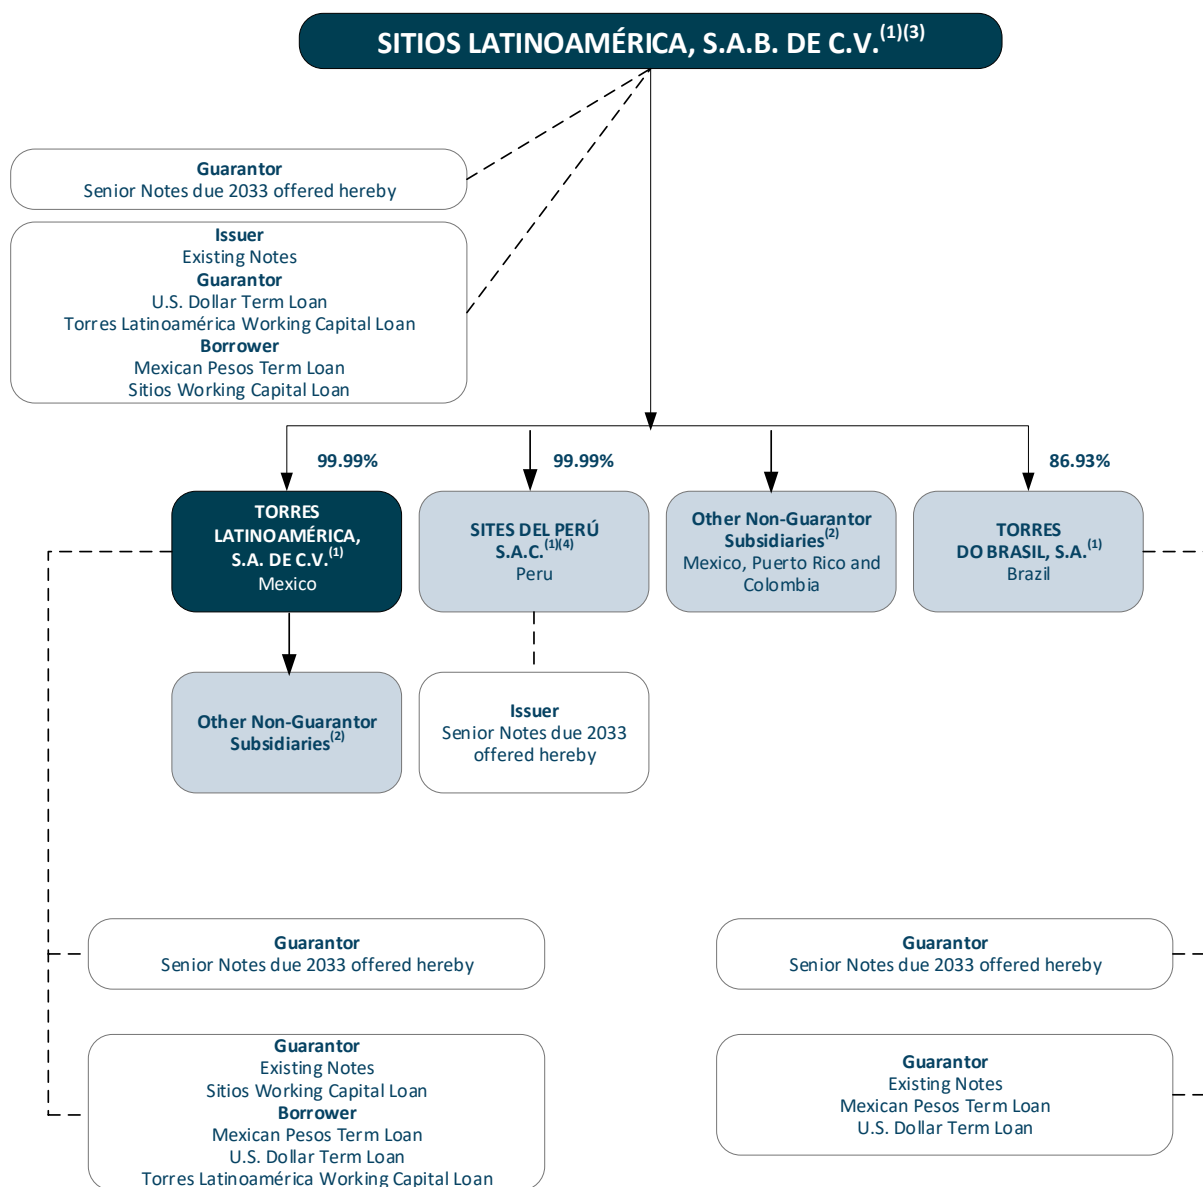 SITIOS LATINOAMÉRICA, S.A.B. DE C.V.(1)(3)
Guarantor
Senior Notes due 2033 offered hereby
Issuer
Existing Notes
Guarantor
U.S. Dollar Term Loan
Torres Latinoamérica Working Capital Loan
Borrower
Mexican Pesos Term Loan
Sitios Working Capital Loan
99.99%
99.99%
86.93%
TORRES
LATINOAMÉRICA,
S.A. DE C.V.(1)
Mexico
SITES DEL PERÚ
S.A.C.(1)(4)
Peru
Other Non-Guarantor
Subsidiaries(2)
Mexico, Puerto Rico and
Colombia
TORRES
DO BRASIL, S.A.(1)
Brazil
Other Non-Guarantor
Subsidiaries(2)
Issuer
Senior Notes due 2033
offered hereby
Guarantor
Senior Notes due 2033 offered hereby
Guarantor
Senior Notes due 2033 offered hereby
Guarantor
Existing Notes
Sitios Working Capital Loan
Borrower
Mexican Pesos Term Loan
U.S. Dollar Term Loan
Torres Latinoamérica Working Capital Loan
Guarantor
Existing Notes
Mexican Pesos Term Loan
U.S. Dollar Term Loan